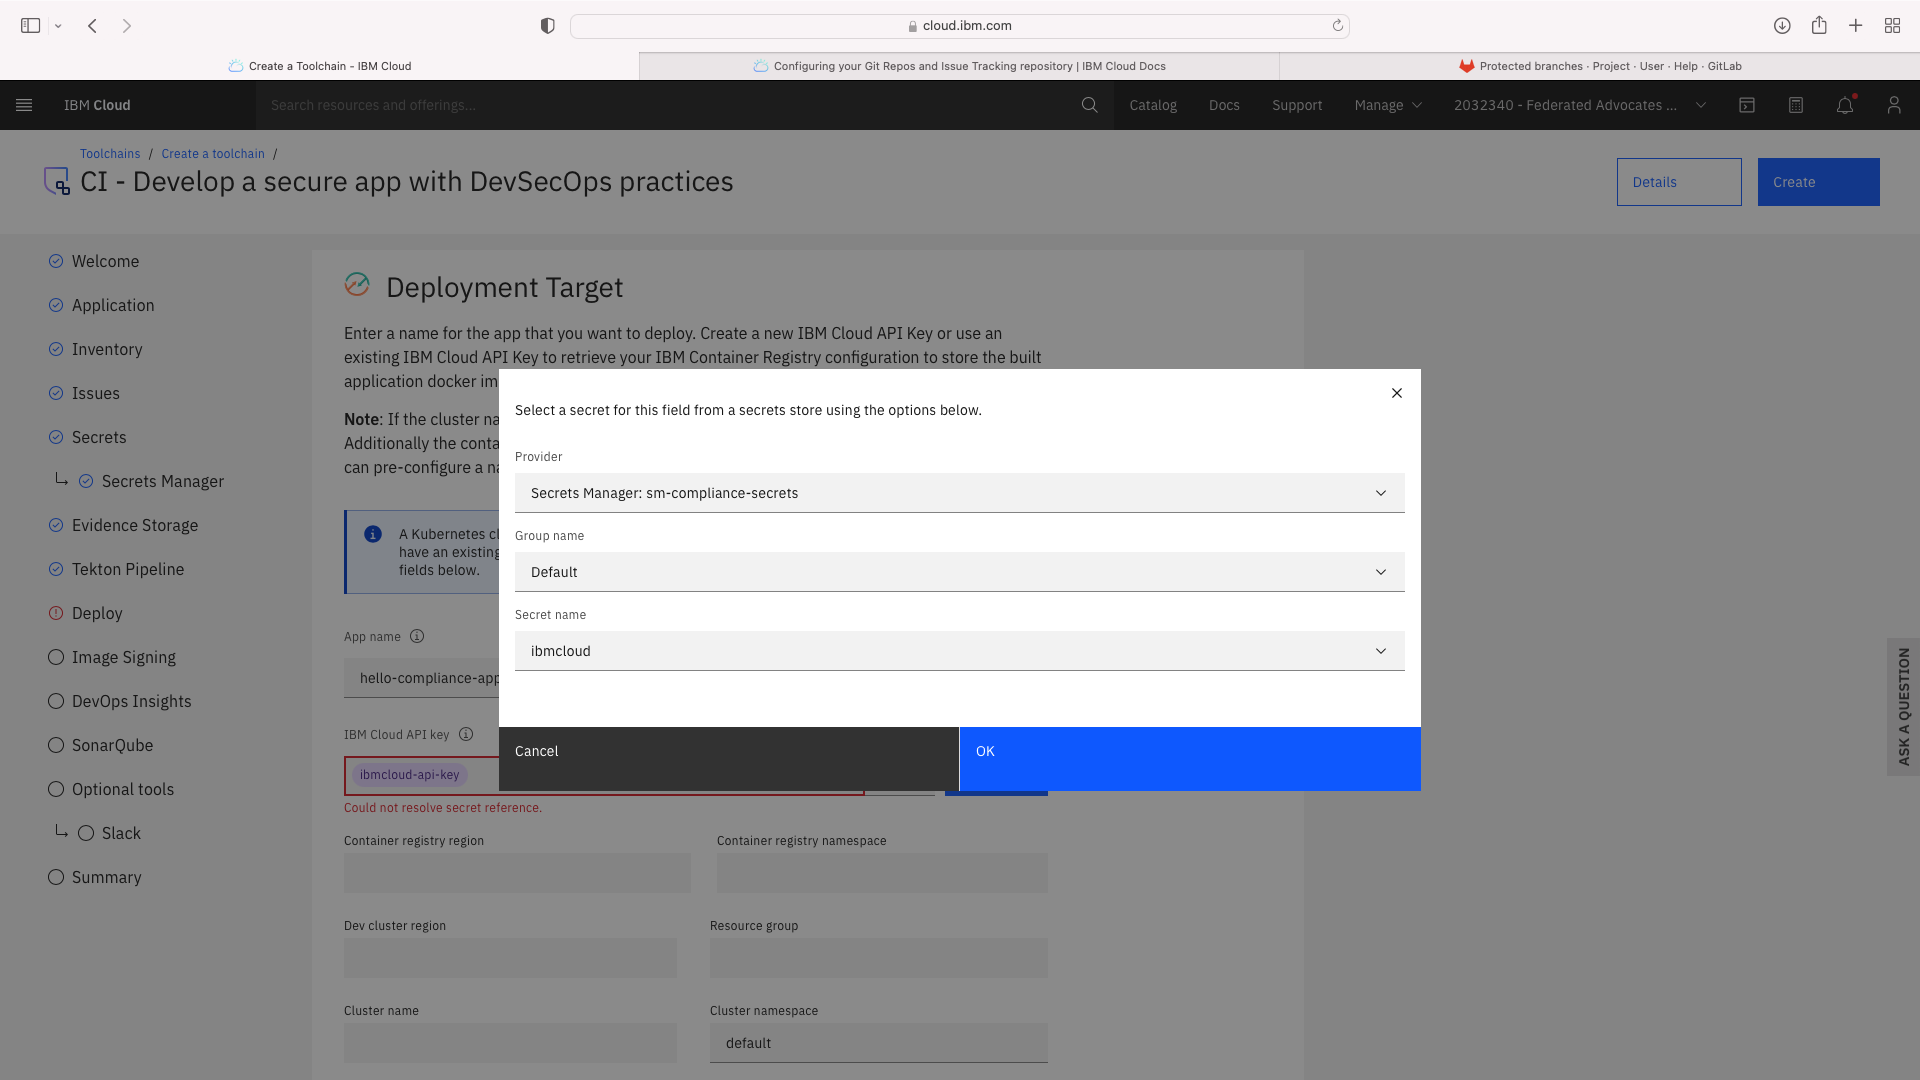 cloud.ibm.com
Create a Toolchain - IBM Cloud
Configuring your Git Repos and Issue Tracking repository | IBM Cloud Docs
Protected branches · Project · User · Help · GitLab
IBM Cloud
Search resources and offerings...
Catalog
Docs
Support
Manage
2032340 - Federated Advocates ...
Toolchains / Create a toolchain /
CI - Develop a secure app with DevSecOps practices
Details
Create
Welcome
Application
Inventory
Issues
Secrets
Secrets Manager
Evidence Storage
Tekton Pipeline
Deploy
Image Signing
DevOps Insights
SonarQube
Optional tools
Slack
Summary
Deployment Target
Enter a name for the app that you want to deploy. Create a new IBM Cloud API Key or use an
existing IBM Cloud API Key to retrieve your IBM Container Registry configuration to store the built
application docker im
Note: If the cluster na
Additionally the conta
can pre-configure a na
A Kubernetes cl
have an existing
fields below.
App name
hello-compliance-app
IBM Cloud API key
ibmcloud-api-key
Could not resolve secret reference.
Container registry region
Container registry namespace
Dev cluster region
Resource group
Cluster name
Cluster namespace
default
Select a secret for this field from a secrets store using the options below.
Provider
Secrets Manager: sm-compliance-secrets
Group name
Default
Secret name
ibmcloud
Cancel
OK
ASK A QUESTION